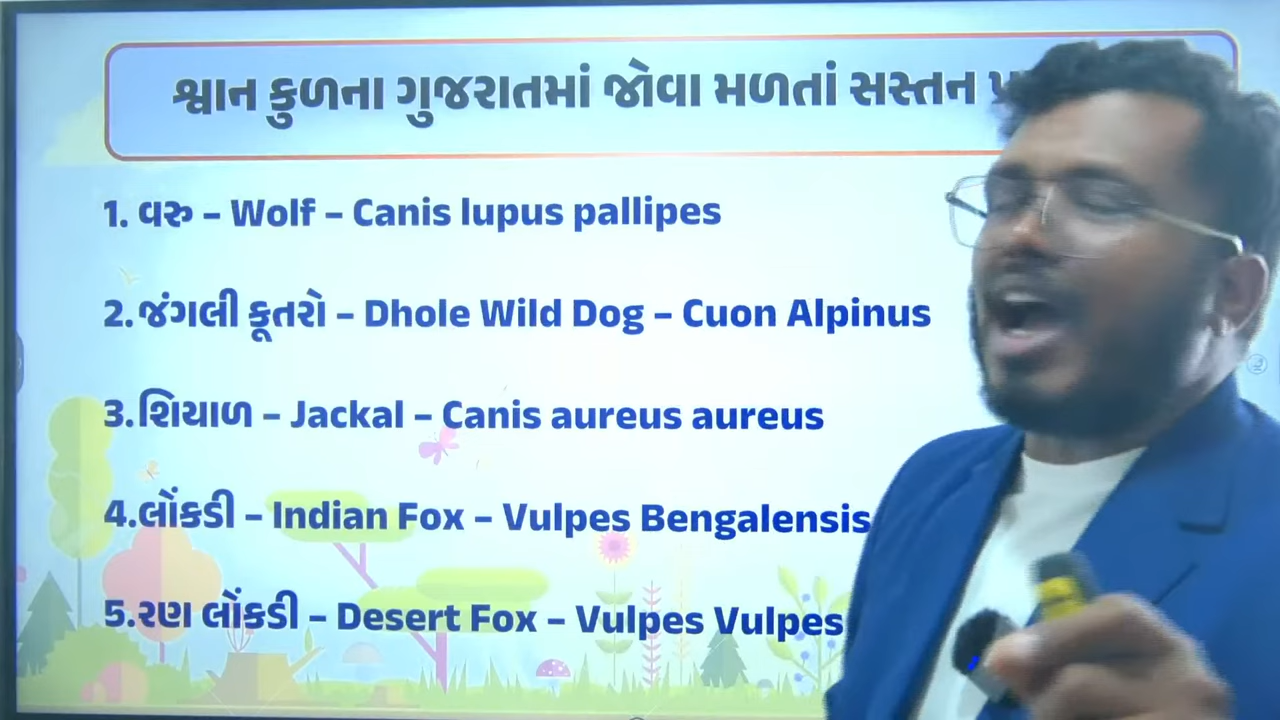 શ્વાન કુળના ગુજરાતમાં જોવા મળતાં સસ્તન
1. વરુ – Wolf – Canis lupus pallipes
2. જંગલી કૂતરો – Dhole Wild Dog – Cuon Alpinus
3. શિયાળ – Jackal – Canis aureus aureus
4. લોંકડી – Indian Fox – Vulpes Bengalensis
5. રણ લોંકડી – Desert Fox – Vulpes Vulpes